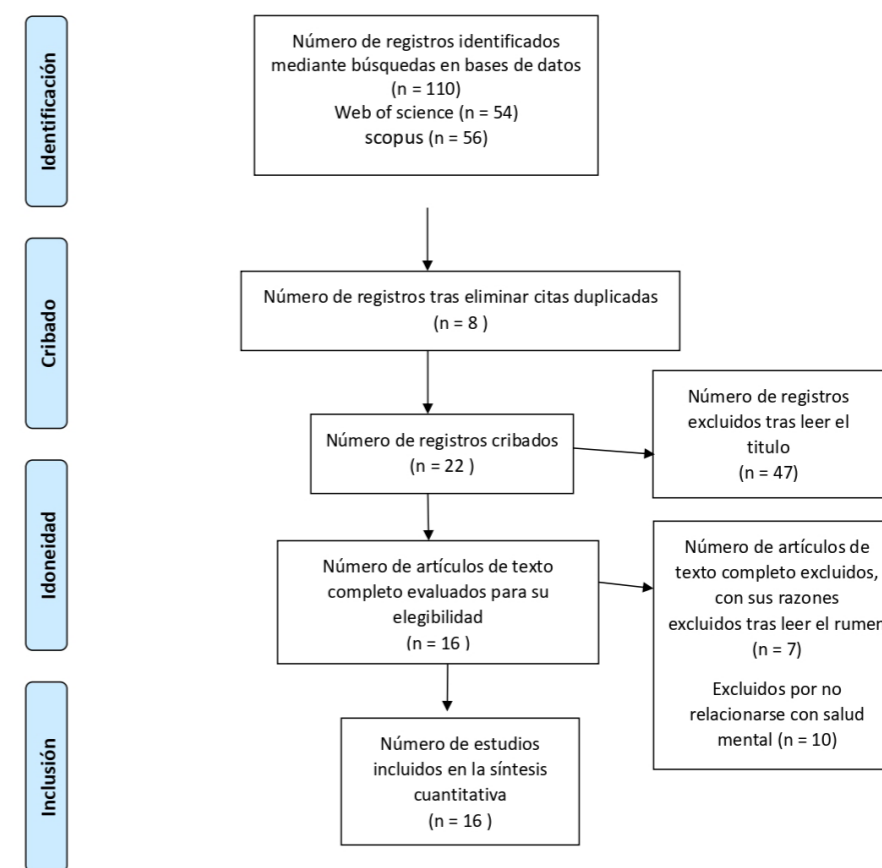 Identificación
Número de registros identificados
mediante búsquedas en bases de datos
(n = 110)
Web of science (n = 54)
scopus (n = 56)
Cribado
Número de registros tras eliminar citas duplicadas
(n = 8 )
Número de registros cribados
(n = 22 )
Número de registros
excluidos tras leer el
titulo
(n = 47)
Idoneidad
Número de artículos de texto
completo evaluados para su
elegibilidad
(n = 16 )
Número de artículos de
texto completo excluidos,
con sus razones
excluidos tras leer el rumen
(n = 7)
Excluidos por no
relacionarse con salud
mental (n = 10)
Inclusión
Número de estudios
incluidos en la síntesis
cuantitativa
(n = 16 )